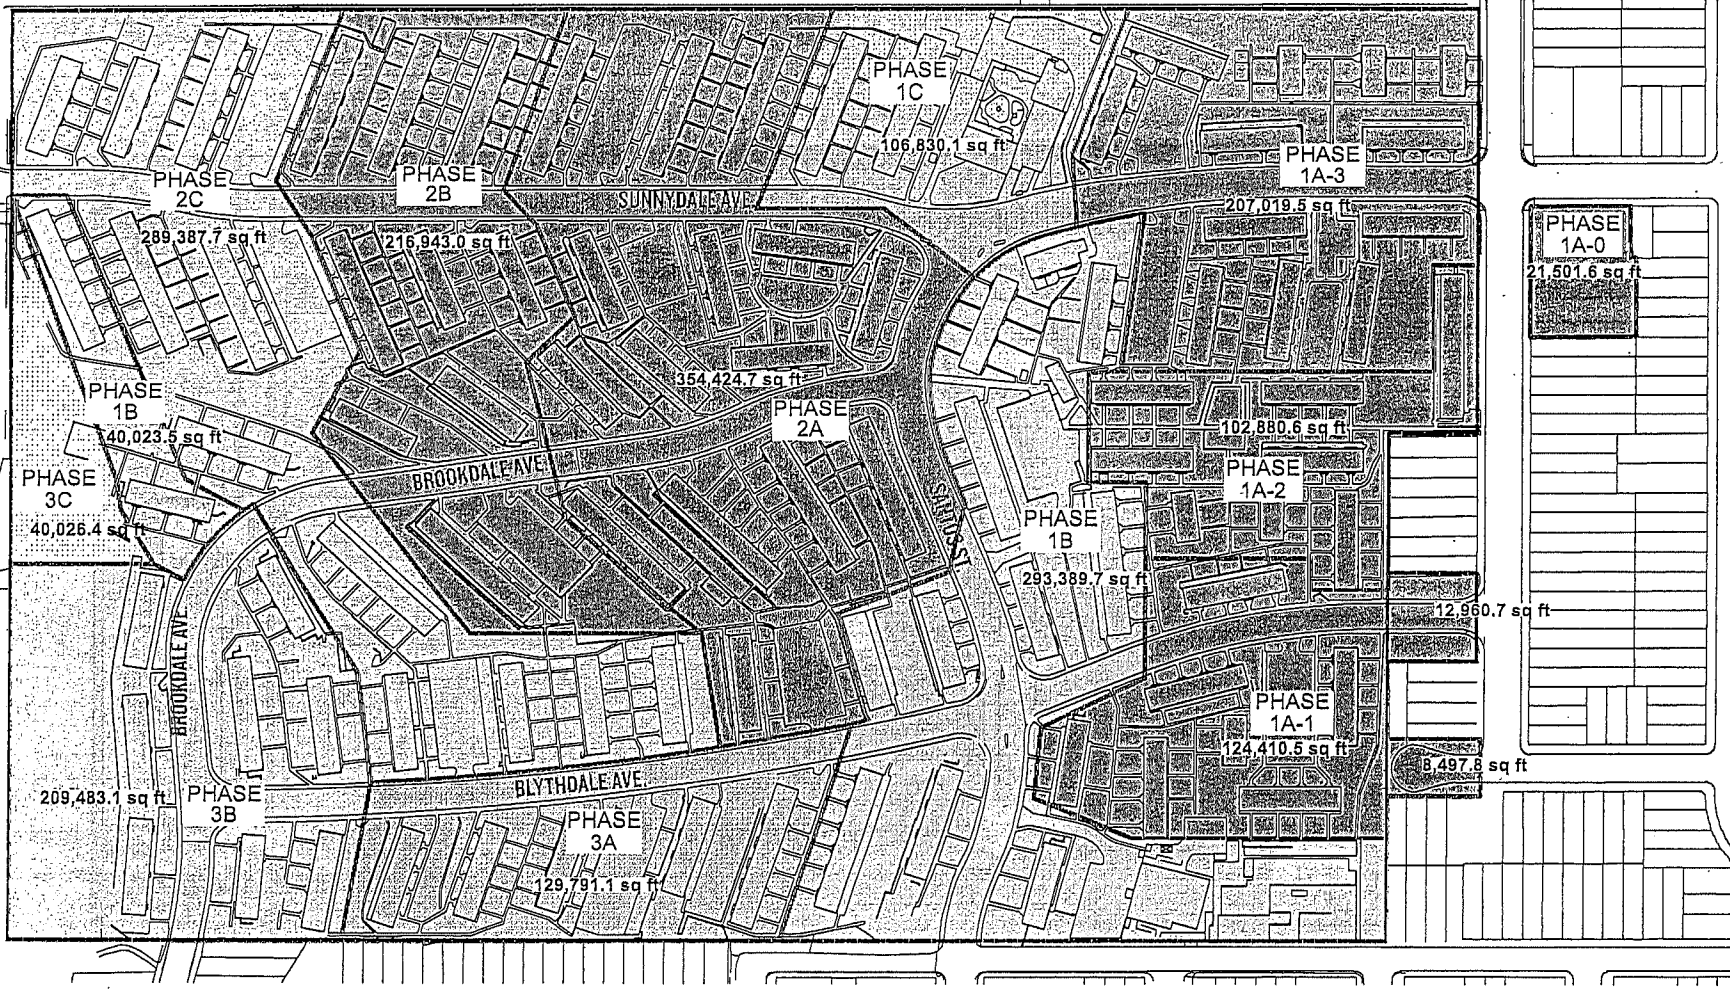 PHASE
1C
106,830.1 sq ft
PHASE
1A-3
207,019.5 sq ft
PHASE
2C
289,387.7 sq ft
PHASE
2B
216,943.0 sq ft
SUNNYDALE AVE.
PHASE
1A-0
21,501.6 sq ft
PHASE
1B
40,023.5 sq ft
354,424.7 sq ft
PHASE
2A
102,880.6 sq ft
PHASE
1A-2
BROOKDALE AVE.
PHASE
3C
40,026.4 sq ft
PHASE
1B
293,389.7 sq ft
12,960.7 sq ft
BROOKDALE AVE
PHASE
1A-1
124,410.5 sq ft
8,497.8 sq ft
BLYTHDALE AVE.
209,483.1 sq ft
PHASE
3B
PHASE
3A
129,791.1 sq ft